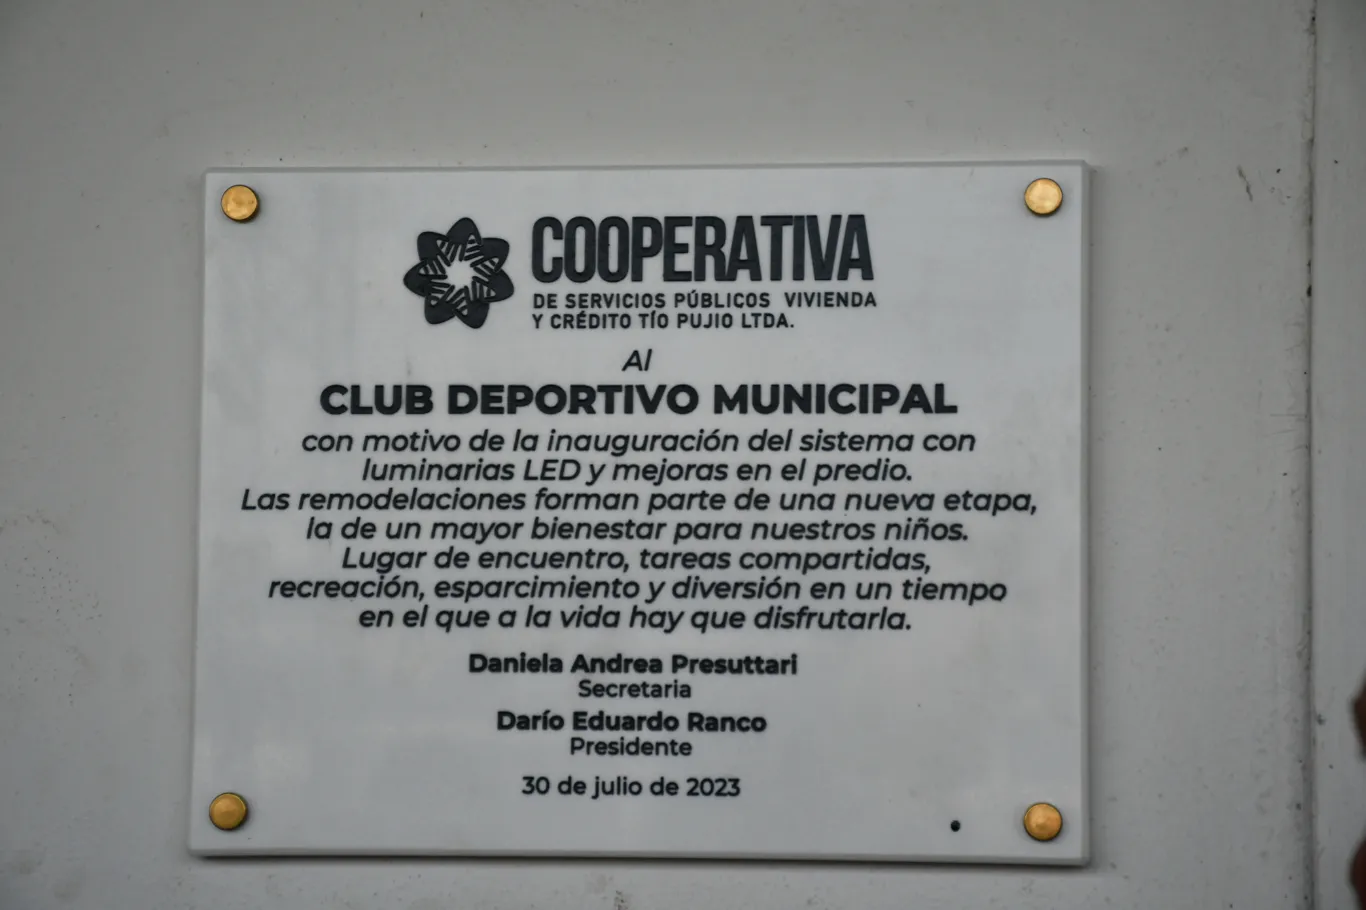 COOPERATIVA
DE SERVICIOS PÚBLICOS VIVIENDA
Y CRÉDITO TÍO PUJIO LTDA.
Al
CLUB DEPORTIVO MUNICIPAL
con motivo de la inauguración del sistema con
luminarias LED y mejoras en el predio.
Las remodelaciones forman parte de una nueva etapa,
la de un mayor bienestar para nuestros niños.
Lugar de encuentro, tareas compartidas,
recreación, esparcimiento y diversión en un tiempo
en el que a la vida hay que disfrutarla.
Daniela Andrea Presuttari
Secretaria
Darío Eduardo Ranco
Presidente
30 de julio de 2023